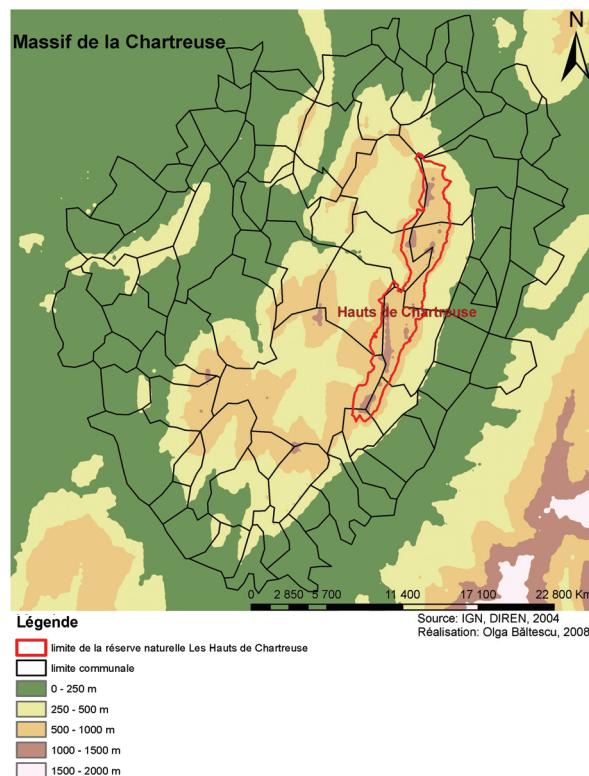 Massif de la Chartreuse
N
Hauts de Chartreuse
0 2 850 5 700 11 400 17 100 22 800 Km
Source: IGN, DIREN, 2004
Réalisation: Olga Băltescu, 2008
Légende
limite de la réserve naturelle Les Hauts de Chartreuse
limite communale
0 - 250 m
250 - 500 m
500 - 1000 m
1000 - 1500 m
1500 - 2000 m